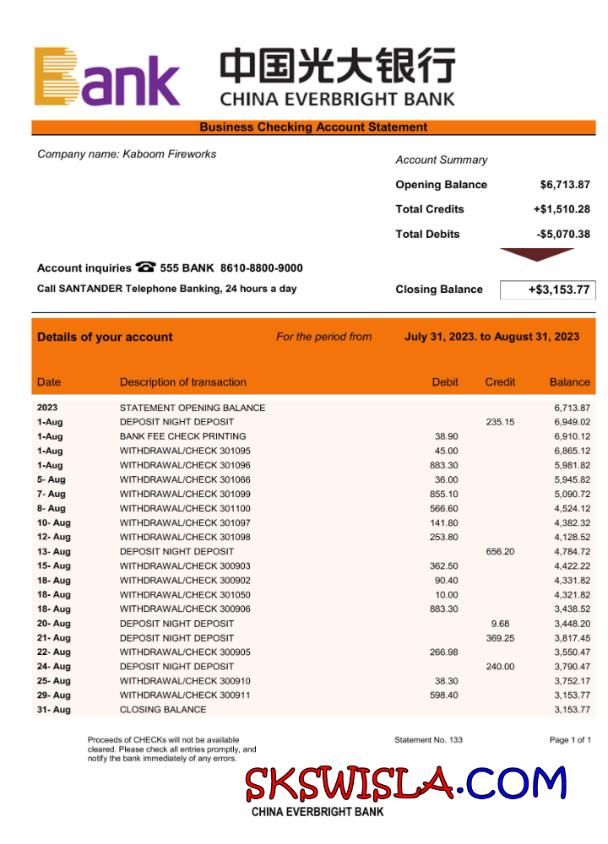 Bank 中国光大银行
CHINA EVERBRIGHT BANK
Business Checking Account Statement
Company name: Kaboom Fireworks
Account Summary
Opening Balance $6,713.87
Total Credits +$1,510.28
Total Debits -$5,070.38
Account inquiries ☎ 555 BANK 8610-8800-9000
Call SANTANDER Telephone Banking, 24 hours a day
Closing Balance +$3,153.77
Details of your account For the period from July 31, 2023. to August 31, 2023
Date Description of transaction Debit Credit Balance
2023 STATEMENT OPENING BALANCE 6,713.87
1-Aug DEPOSIT NIGHT DEPOSIT 235.15 6,949.02
1-Aug BANK FEE CHECK PRINTING 38.90 6,910.12
1-Aug WITHDRAWAL/CHECK 301095 45.00 6,865.12
1-Aug WITHDRAWAL/CHECK 301096 883.30 5,981.82
5- Aug WITHDRAWAL/CHECK 301066 36.00 5,945.82
7- Aug WITHDRAWAL/CHECK 301099 855.10 5,090.72
8- Aug WITHDRAWAL/CHECK 301100 566.60 4,524.12
10- Aug WITHDRAWAL/CHECK 301097 141.80 4,382.32
12- Aug WITHDRAWAL/CHECK 301098 253.80 4,128.52
13- Aug DEPOSIT NIGHT DEPOSIT 656.20 4,784.72
15- Aug WITHDRAWAL/CHECK 300903 362.50 4,422.22
18- Aug WITHDRAWAL/CHECK 300902 90.40 4,331.82
18- Aug WITHDRAWAL/CHECK 301050 10.00 4,321.82
18- Aug WITHDRAWAL/CHECK 300906 883.30 3,438.52
20- Aug DEPOSIT NIGHT DEPOSIT 9.68 3,448.20
21- Aug DEPOSIT NIGHT DEPOSIT 369.25 3,817.45
22- Aug WITHDRAWAL/CHECK 300905 266.98 3,550.47
24- Aug DEPOSIT NIGHT DEPOSIT 240.00 3,790.47
25- Aug WITHDRAWAL/CHECK 300910 38.30 3,752.17
29- Aug WITHDRAWAL/CHECK 300911 598.40 3,153.77
31- Aug CLOSING BALANCE 3,153.77
Proceeds of CHECKs will not be available
cleared. Please check all entries promptly, and
notify the bank immediately of any errors.
Statement No. 133 Page 1 of 1
SKSWISLA.COM
CHINA EVERBRIGHT BANK